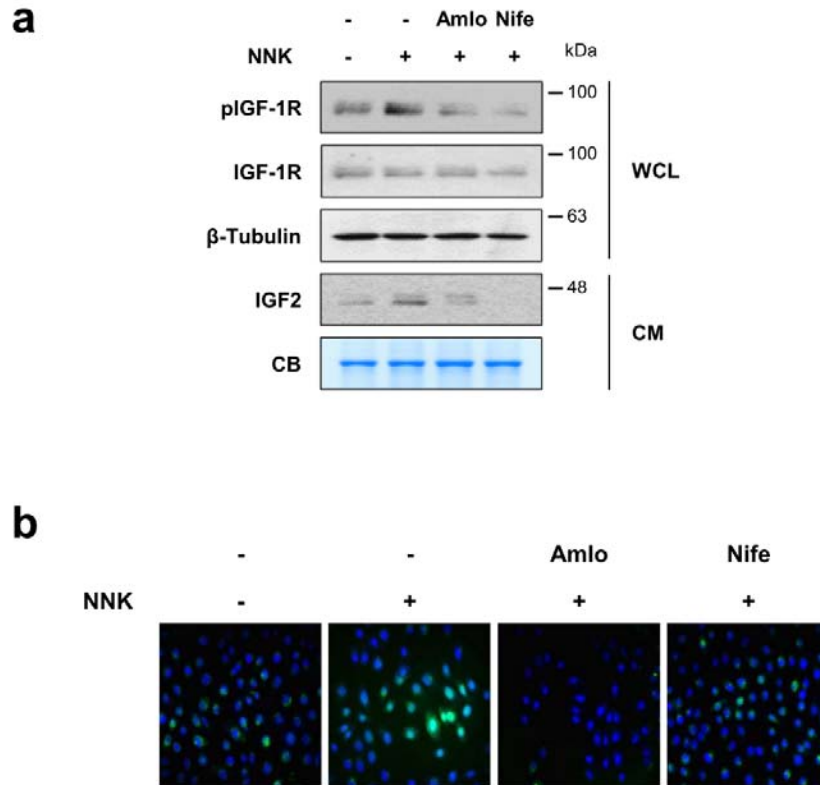 a
- - Amlo Nife
NNK - + + + kDa
pIGF-1R 100
IGF-1R 100
WCL
β-Tubulin 63
IGF2 48
CM
CB
b
- - Amlo Nife
NNK - + + +